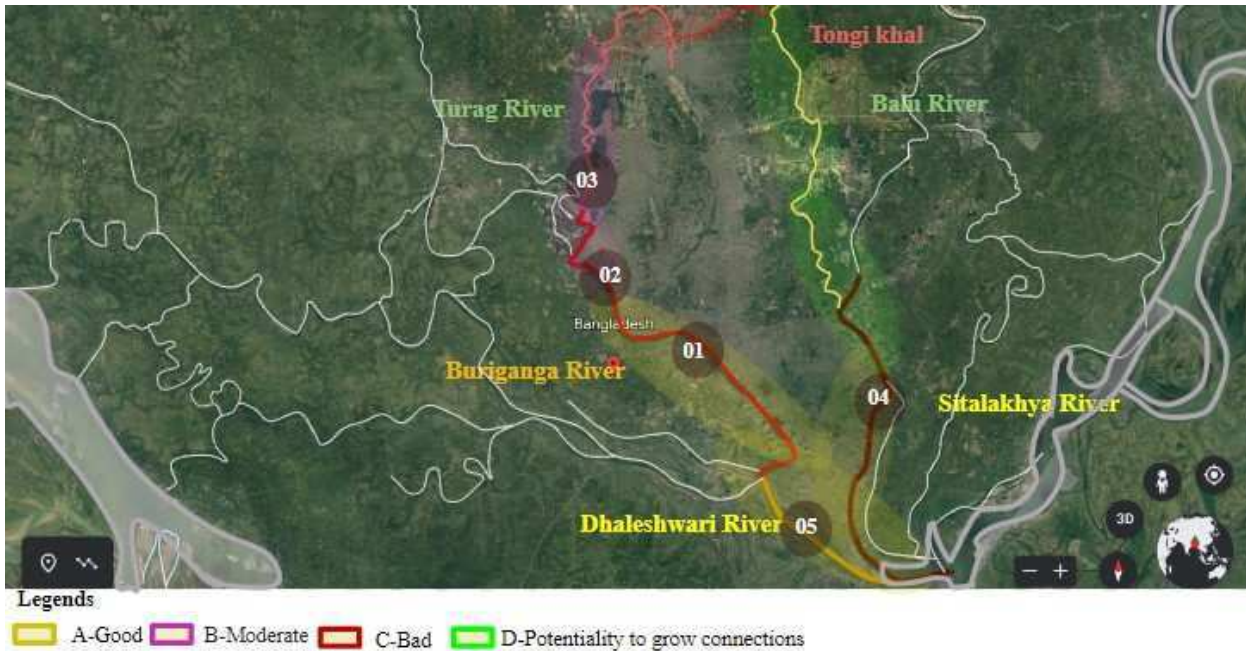 Tongi khal
Turag River
Balu River
03
02
Bangladesh
01
Buriganga River
04
Sitalakhya River
Dhaleshwari River
05
3D
Legends
A-Good B-Moderate C-Bad D-Potentiality to grow connections